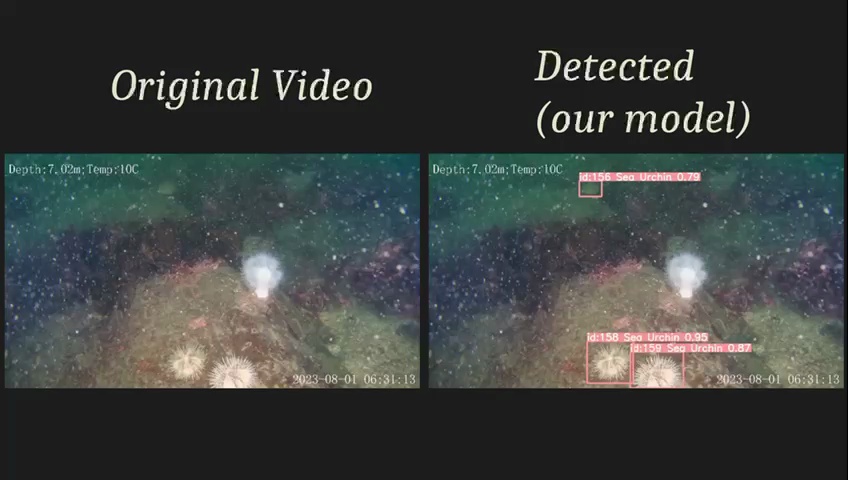 Original Video
Detected
(our model)
Depth:7.02m;Temp:10C
2023-08-01 06:31:13
Depth:7.02m;Temp:10C
id:156 Sea Urchin 0.79
id:158 Sea Urchin 0.95
id:159 Sea Urchin 0.87
2023-08-01 06:31:13